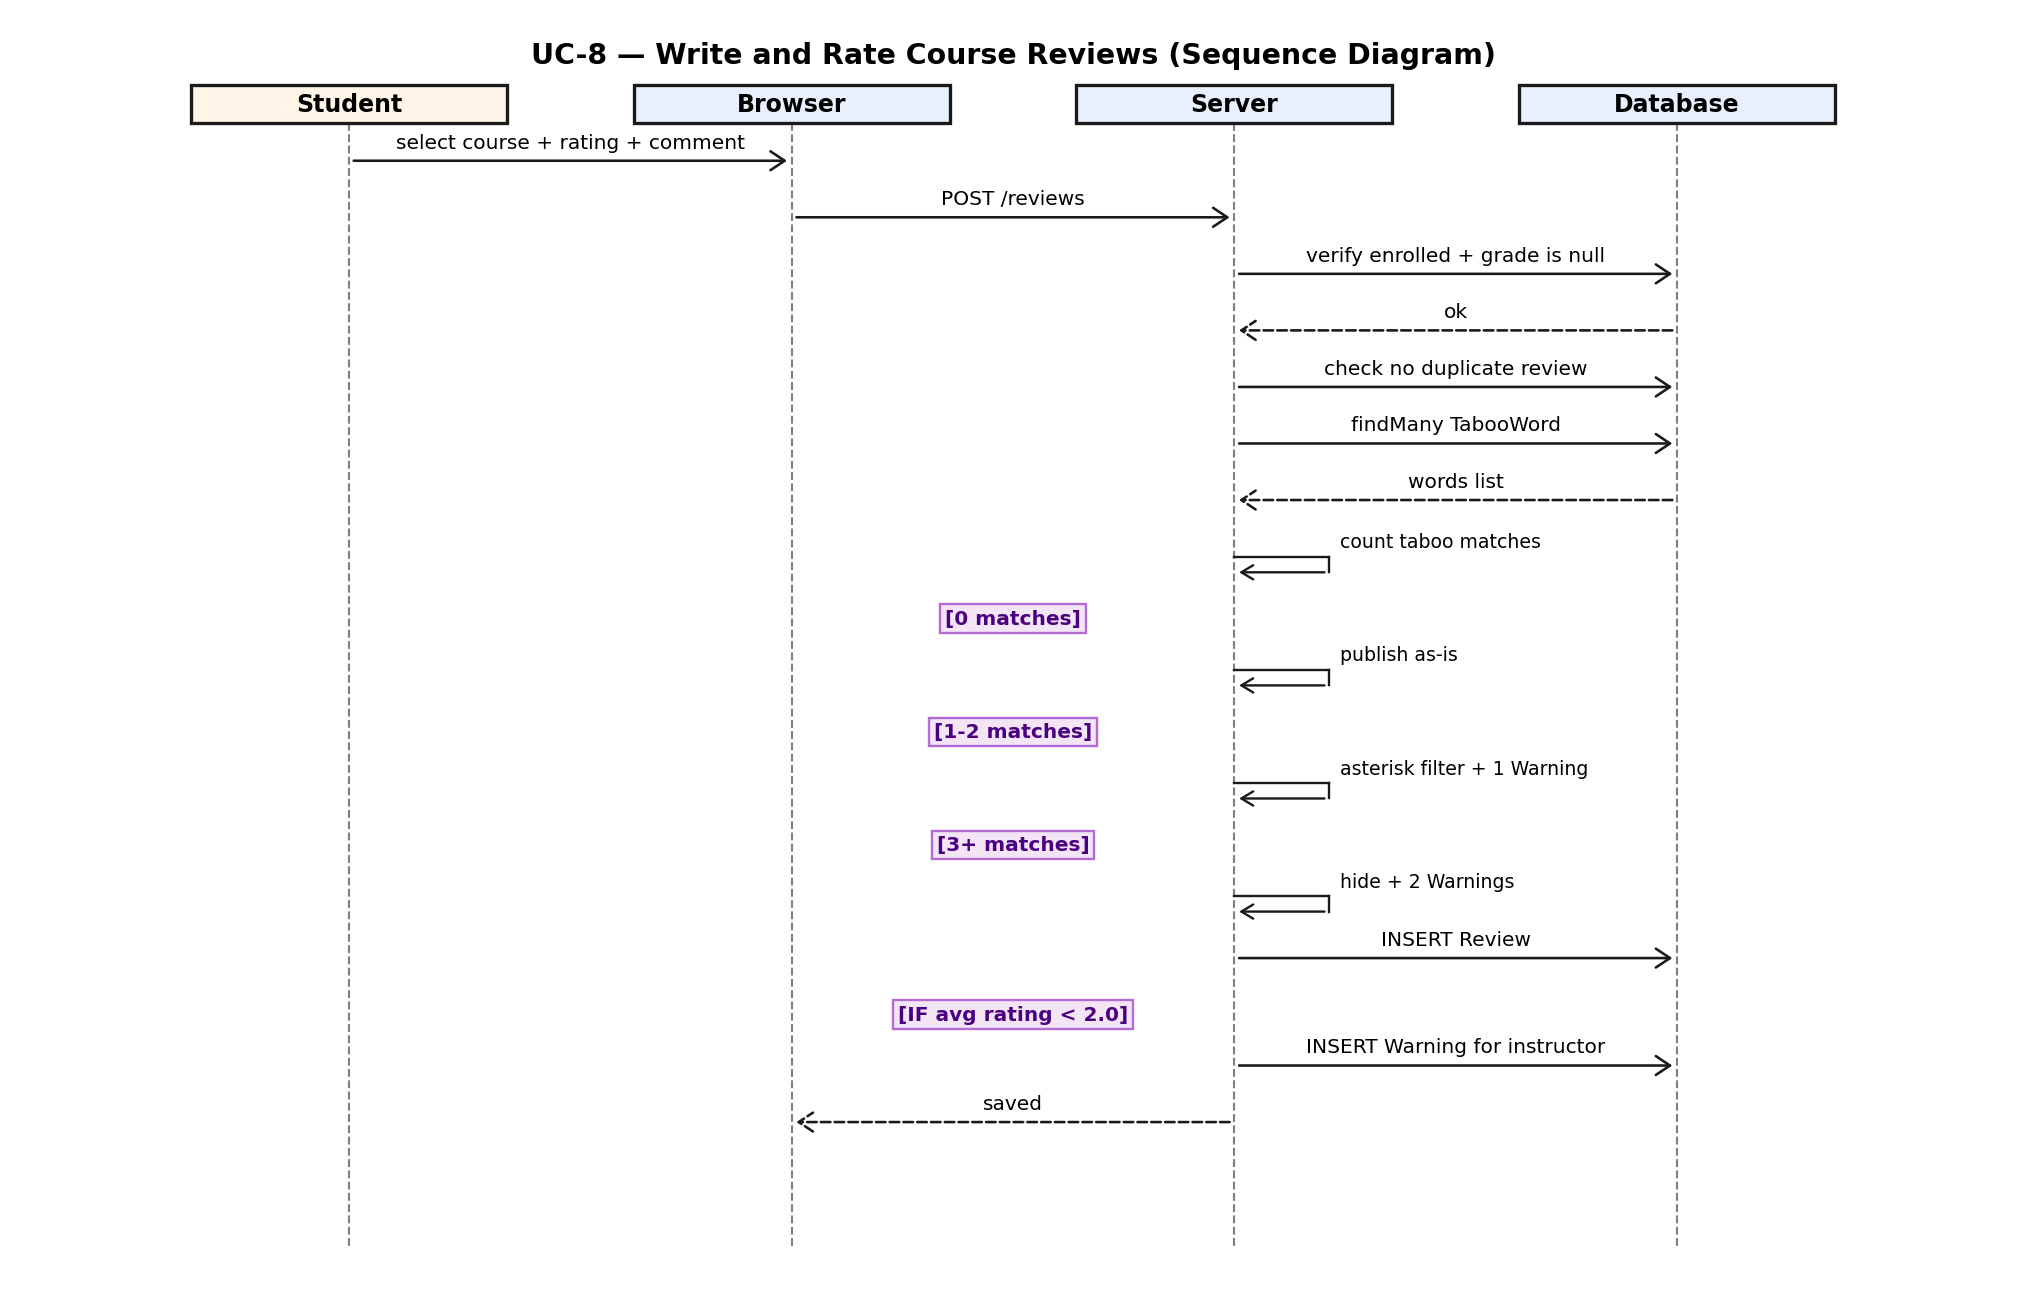 UC-8 — Write and Rate Course Reviews (Sequence Diagram)
Student
Browser
Server
Database
select course + rating + comment
POST /reviews
verify enrolled + grade is null
ok
check no duplicate review
findMany TabooWord
words list
count taboo matches
[0 matches]
publish as-is
[1-2 matches]
asterisk filter + 1 Warning
[3+ matches]
hide + 2 Warnings
INSERT Review
[IF avg rating < 2.0]
INSERT Warning for instructor
saved